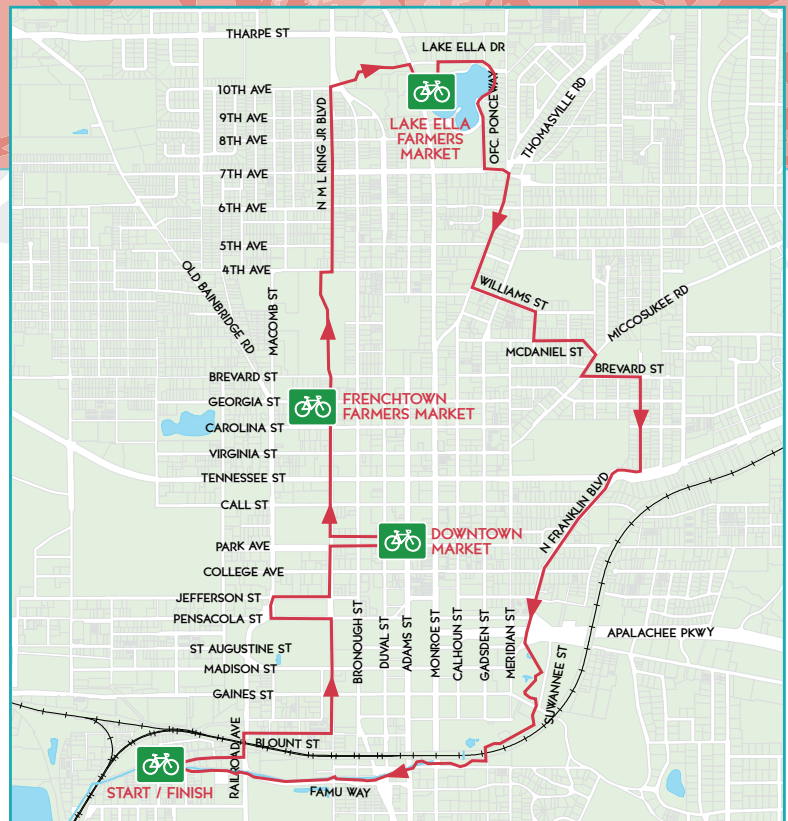 THARPE ST
LAKE ELLA DR
10TH AVE
9TH AVE
8TH AVE
7TH AVE
6TH AVE
5TH AVE
4TH AVE
N M L KING JR BLVD
LAKE ELLA
FARMERS
MARKET
OFC. PONCE WAY
THOMASVILLE RD
OLD BAINBRIDGE RD
MACOMB ST
WILLIAMS ST
MICCOSUKEE RD
MCDANIEL ST
BREVARD ST
BREVARD ST
GEORGIA ST
FRENCHTOWN
FARMERS MARKET
CAROLINA ST
VIRGINIA ST
TENNESSEE ST
CALL ST
N FRANKLIN BLVD
DOWNTOWN
MARKET
PARK AVE
COLLEGE AVE
JEFFERSON ST
PENSACOLA ST
ST AUGUSTINE ST
MADISON ST
GAINES ST
BRONOUGH ST
DUVAL ST
ADAMS ST
MONROE ST
CALHOUN ST
GADSDEN ST
MERIDIAN ST
APALACHEE PKWY
SUWANNEE ST
RAILROAD AVE
BLOUNT ST
START / FINISH
FAMU WAY